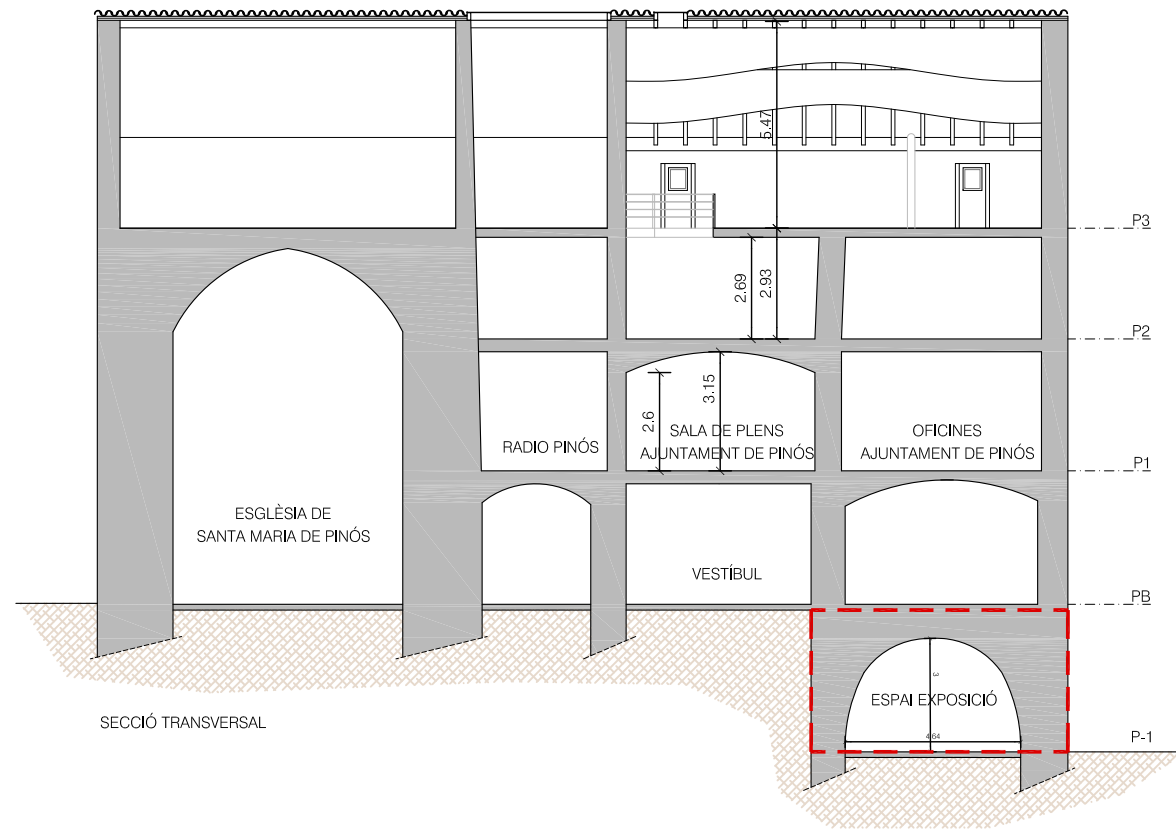 5.47
P3
2.69
2.93
P2
2.6
3.15
RADIO PINÓS
SALA DE PLENS
AJUNTAMENT DE PINÓS
OFICINES
AJUNTAMENT DE PINÓS
P1
ESGLÈSIA DE
SANTA MARIA DE PINÓS
VESTÍBUL
PB
3
ESPAI EXPOSICIÓ
4.64
P-1
SECCIÓ TRANSVERSAL